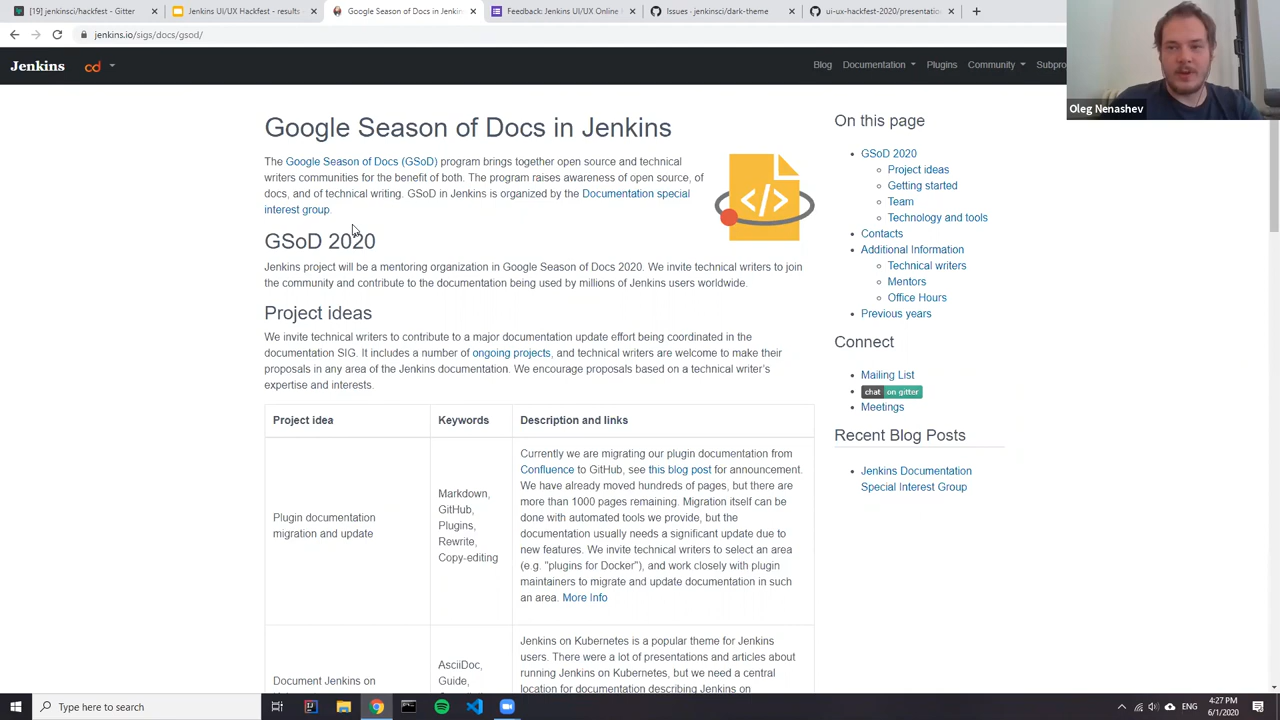 [19] jenkinsci/hackfest - Gitter
Jenkins UI/UX Hackfest - results
Google Season of Docs in Jenkins
Feedback: Jenkins UI/UX Online
Issues · jenkinsci/dark-theme
ui-ux-hackfest-2020/presentatio
jenkins.io/sigs/docs/gsod/
Jenkins
cd
Blog
Documentation
Plugins
Community
Subpro
Oleg Nenashev
Google Season of Docs in Jenkins
The Google Season of Docs (GSoD) program brings together open source and technical
writers communities for the benefit of both. The program raises awareness of open source, of
docs, and of technical writing. GSoD in Jenkins is organized by the Documentation special
interest group.
</>
GSoD 2020
Jenkins project will be a mentoring organization in Google Season of Docs 2020. We invite technical writers to join
the community and contribute to the documentation being used by millions of Jenkins users worldwide.
Project ideas
We invite technical writers to contribute to a major documentation update effort being coordinated in the
documentation SIG. It includes a number of ongoing projects, and technical writers are welcome to make their
proposals in any area of the Jenkins documentation. We encourage proposals based on a technical writer's
expertise and interests.
Project idea
Keywords
Description and links
Plugin documentation
migration and update
Markdown,
GitHub,
Plugins,
Rewrite,
Copy-editing
Currently we are migrating our plugin documentation from
Confluence to GitHub, see this blog post for announcement.
We have already moved hundreds of pages, but there are
more than 1000 pages remaining. Migration itself can be
done with automated tools we provide, but the
documentation usually needs a significant update due to
new features. We invite technical writers to select an area
(e.g. "plugins for Docker"), and work closely with plugin
maintainers to migrate and update documentation in such
an area. More Info
Document Jenkins on
AsciiDoc,
Guide,
Jenkins on Kubernetes is a popular theme for Jenkins
users. There were a lot of presentations and articles about
running Jenkins on Kubernetes, but we need a central
location for documentation describing Jenkins on
On this page
GSoD 2020
Project ideas
Getting started
Team
Technology and tools
Contacts
Additional Information
Technical writers
Mentors
Office Hours
Previous years
Connect
Mailing List
chat on gitter
Meetings
Recent Blog Posts
Jenkins Documentation
Special Interest Group
Type here to search
4:27 PM
6/1/2020